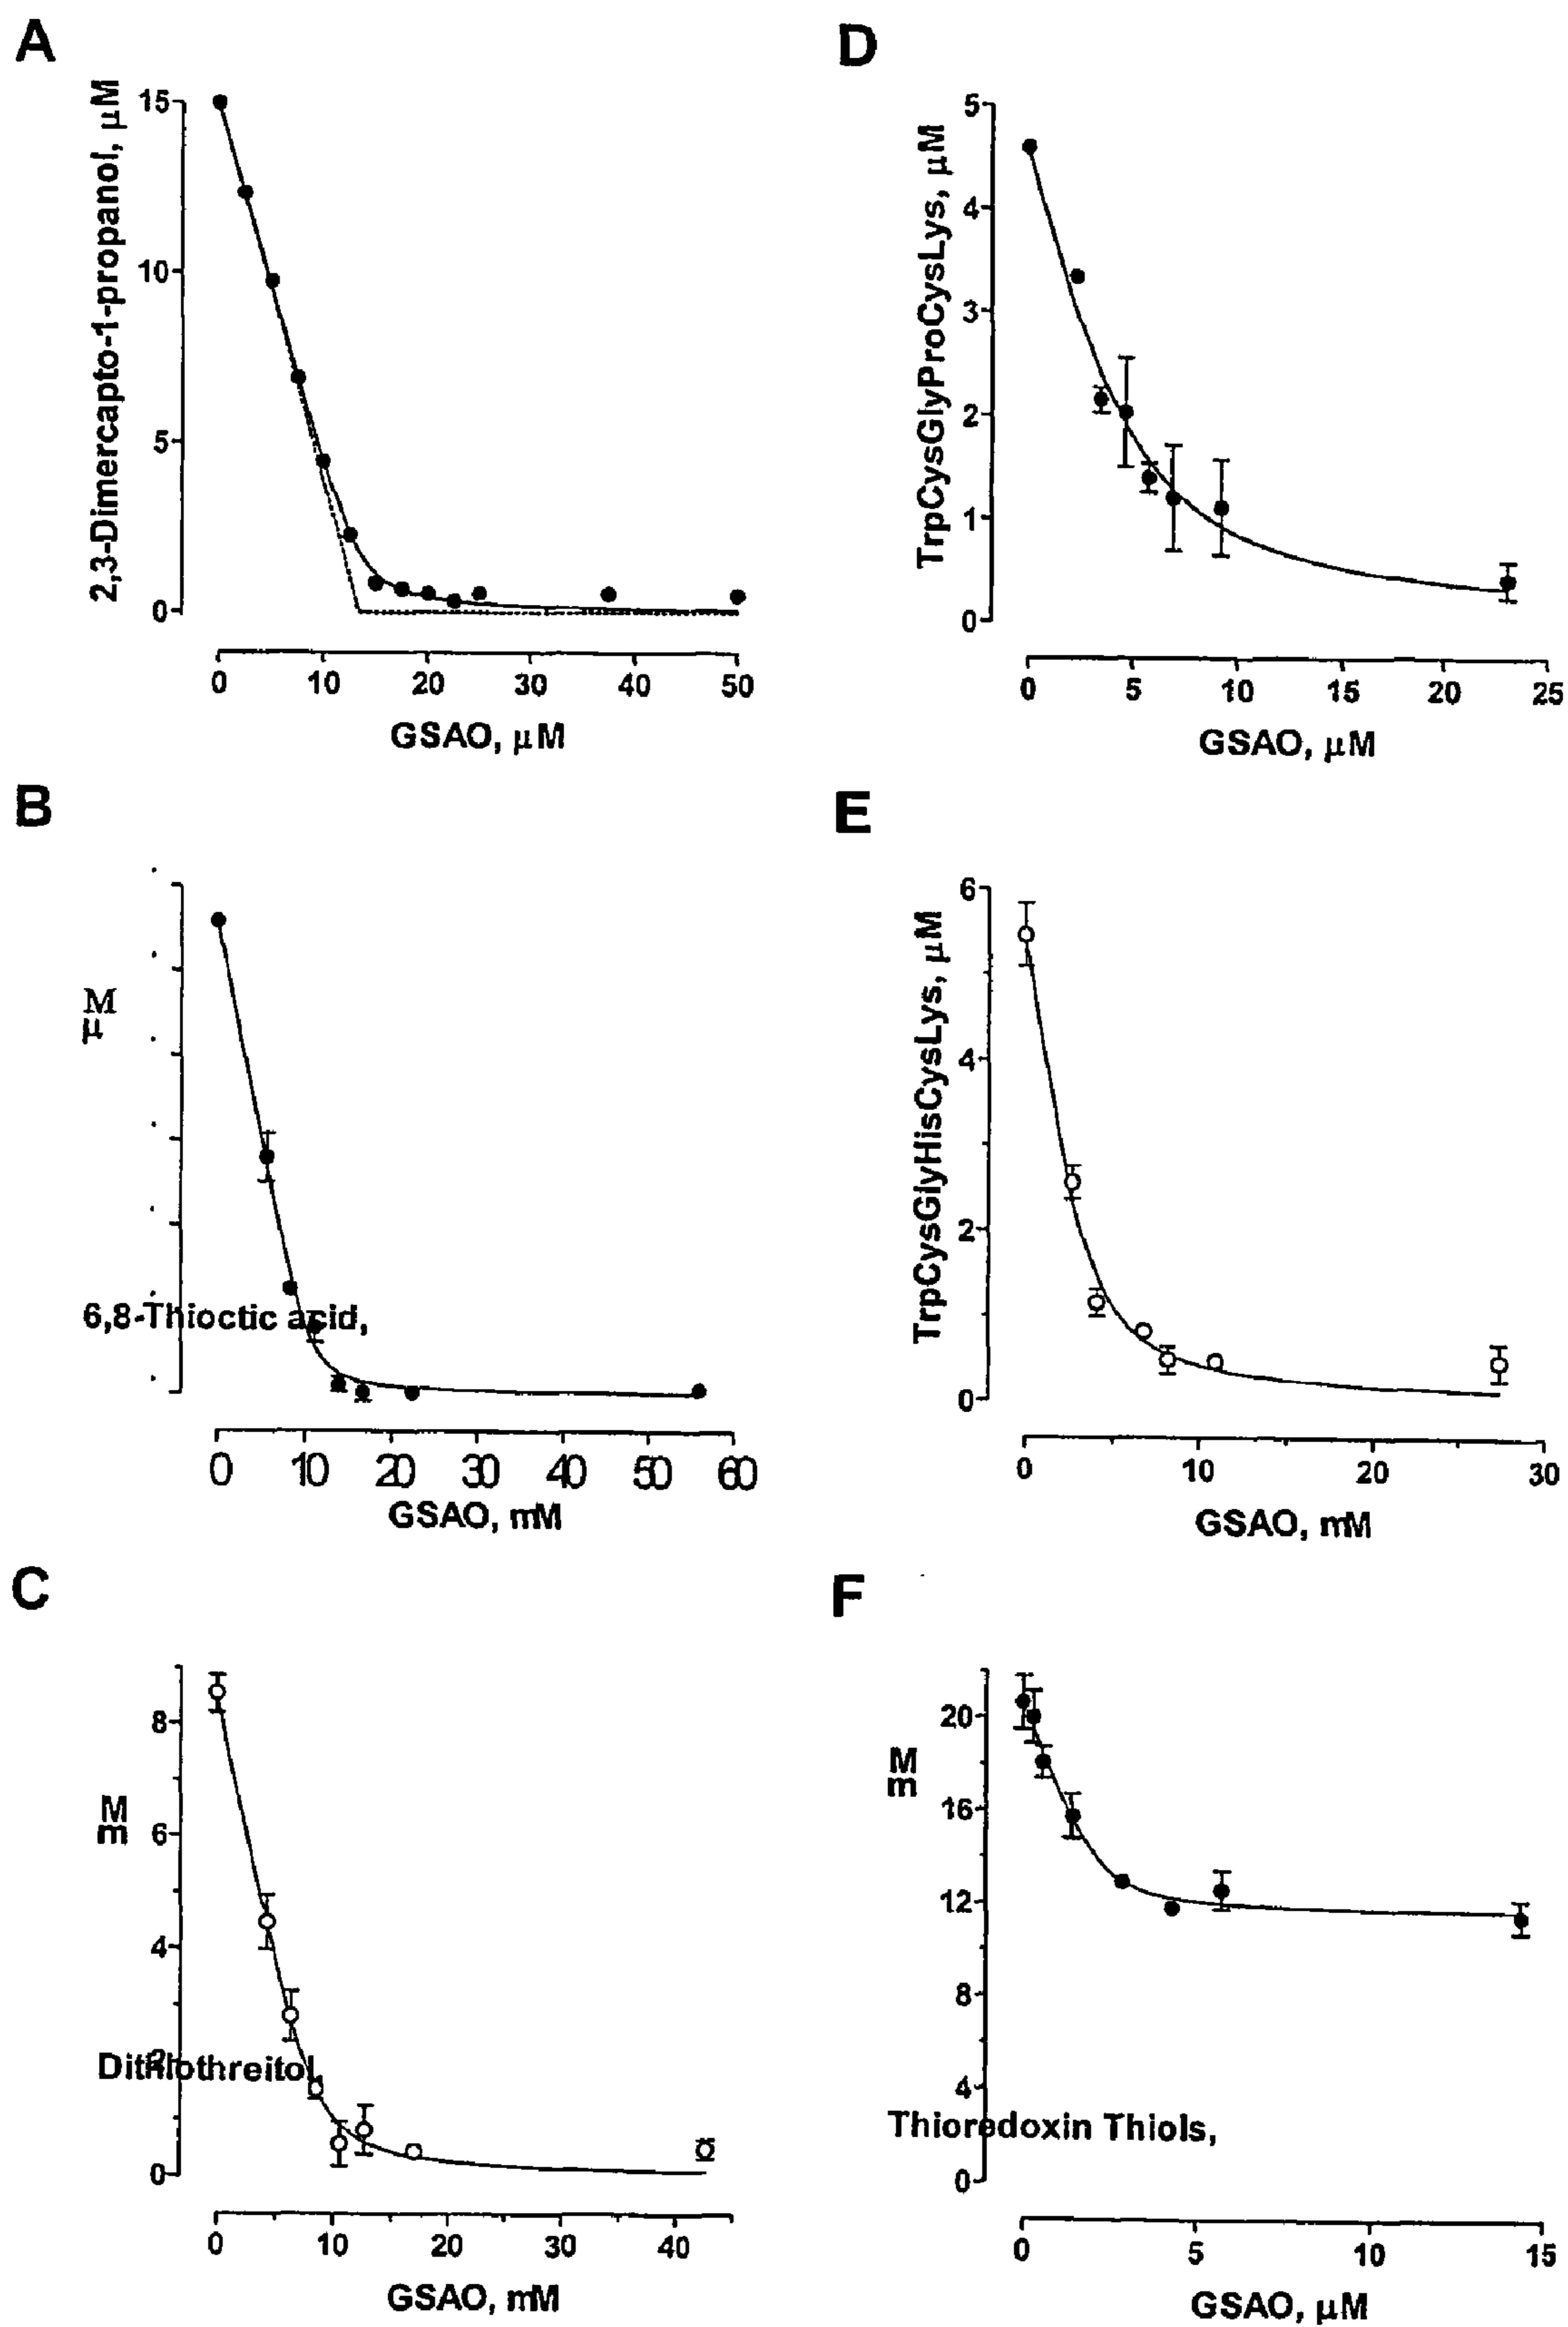 A
2,3-Dimercapto-1-propanol, μM
15
10
5
0
0 10 20 30 40 50
GSAO, μM
D
TrpCysGlyProCysLys, μM
5
4
3
2
1
0
0 5 10 15 20 25
GSAO, μM
B
M
μ
6,8-Thioctic acid,
0 10 20 30 40 50 60
GSAO, mM
E
TrpCysGlyHisCysLys, μM
6
4
2
0
0 10 20 30
GSAO, mM
C
M
m
8
6
4
2
Dithiothreitol,
0
0 10 20 30 40
GSAO, mM
F
M
m
20
16
12
8
4
Thioredoxin Thiols,
0
0 5 10 15
GSAO, μM